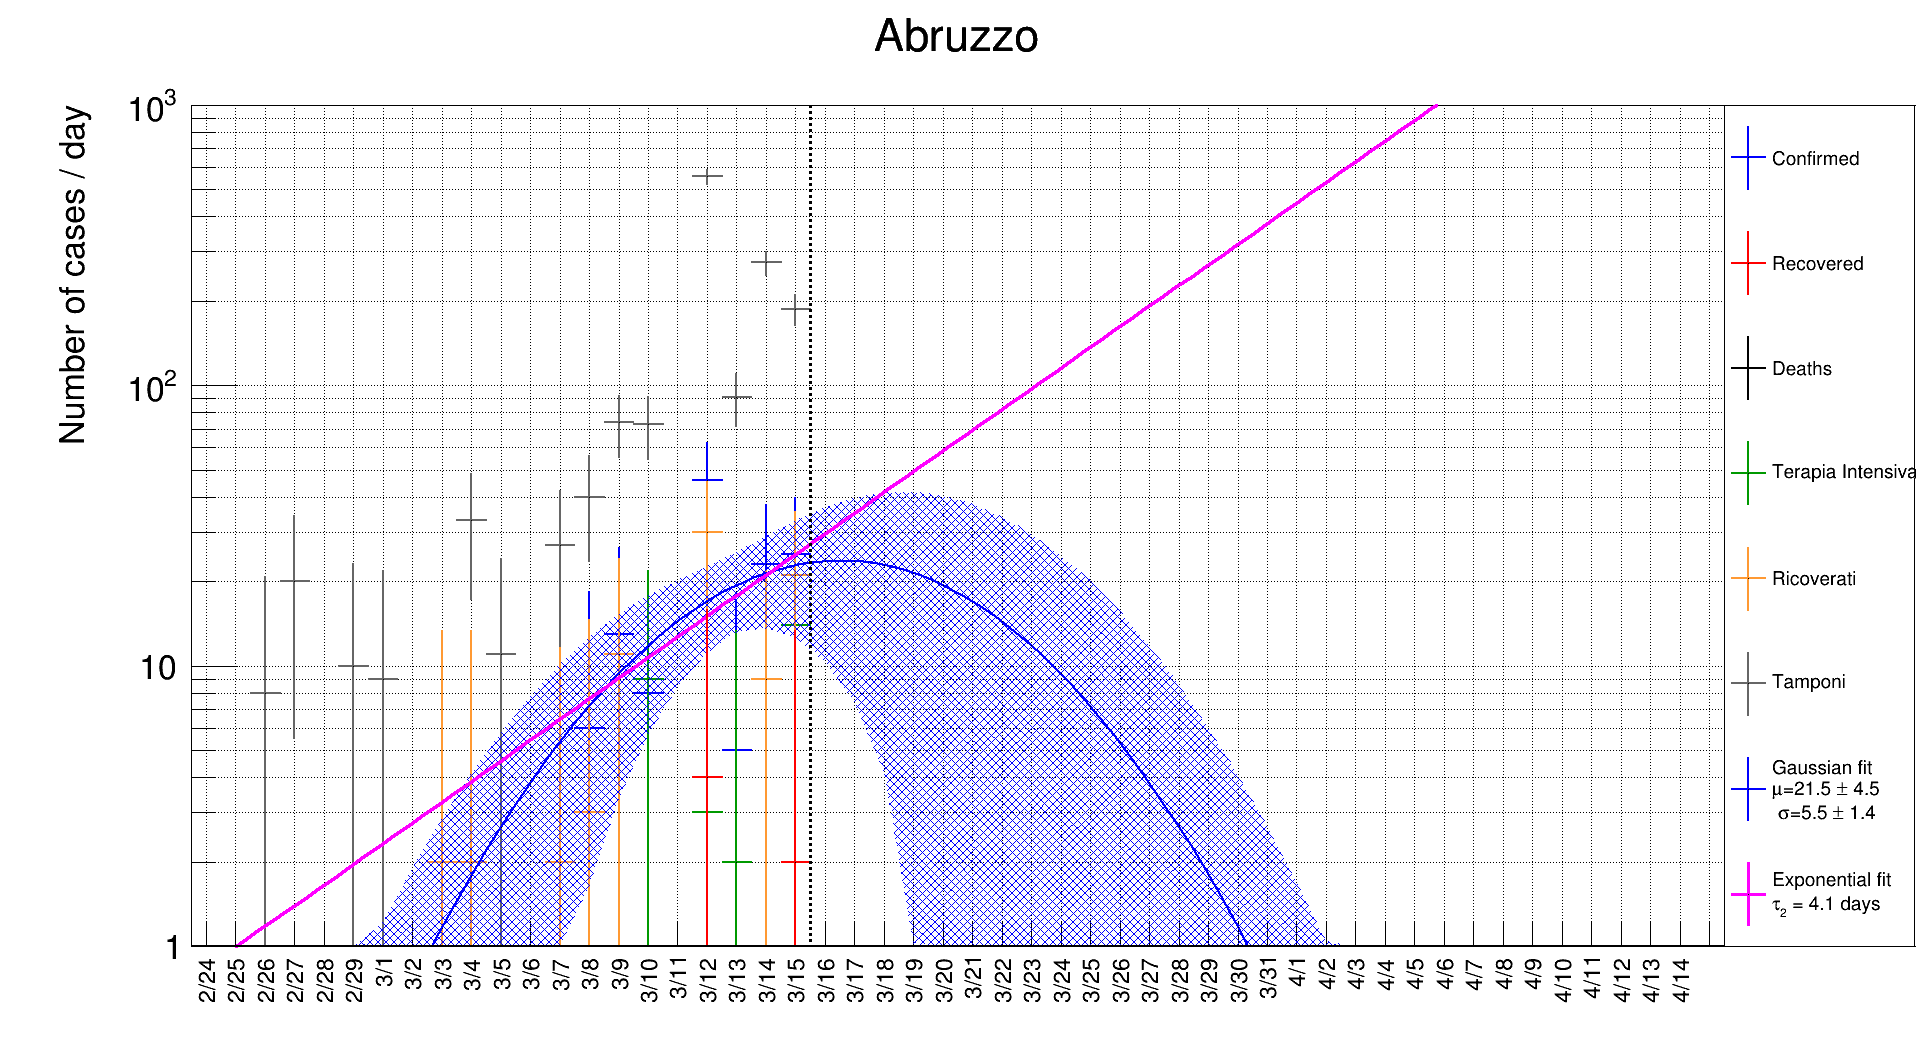 Abruzzo
Number of cases / day
10³
10²
10
1
2/24 2/25 2/26 2/27 2/28 2/29 3/1 3/2 3/3 3/4 3/5 3/6 3/7 3/8 3/9 3/10 3/11 3/12 3/13 3/14 3/15 3/16 3/17 3/18 3/19 3/20 3/21 3/22 3/23 3/24 3/25 3/26 3/27 3/28 3/29 3/30 3/31 4/1 4/2 4/3 4/4 4/5 4/6 4/7 4/8 4/9 4/10 4/11 4/12 4/13 4/14
Confirmed
Recovered
Deaths
Terapia Intensiva
Ricoverati
Tamponi
Gaussian fit
μ=21.5 ± 4.5
σ=5.5 ± 1.4
Exponential fit
τ₂ = 4.1 days